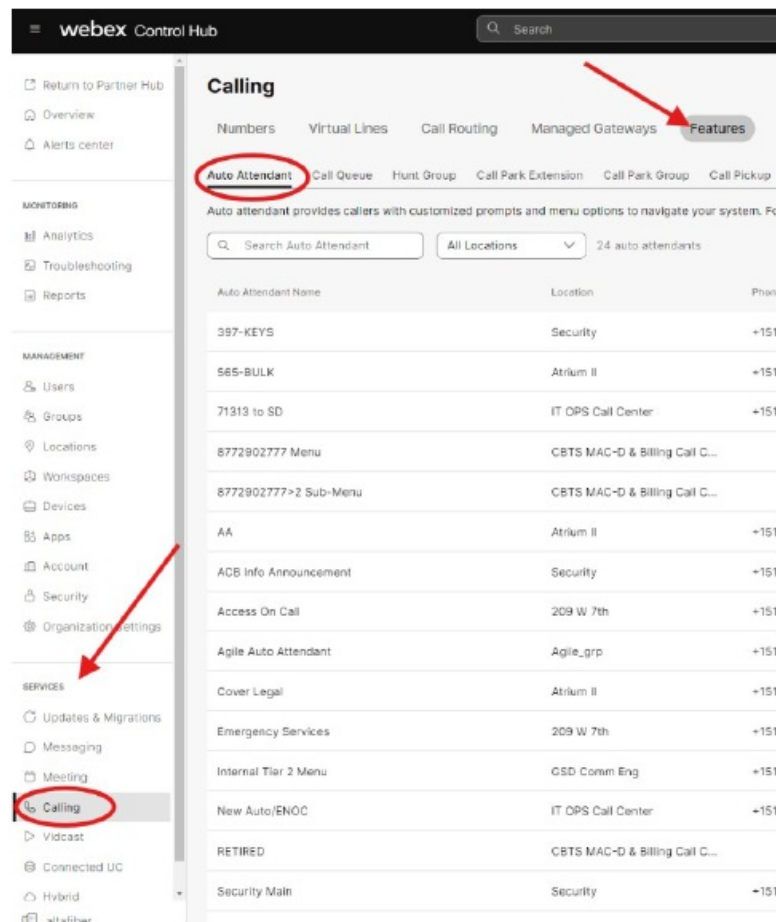 webex Control Hub
Search
Return to Partner Hub
Overview
Alerts center
MONITORING
Analytics
Troubleshooting
Reports
MANAGEMENT
Users
Groups
Locations
Workspaces
Devices
Apps
Account
Security
Organization Settings
SERVICES
Updates & Migrations
Messaging
Meeting
Calling
Vidcast
Connected UC
Hybrid
altafiber
Calling
Numbers Virtual Lines Call Routing Managed Gateways Features
Auto Attendant Call Queue Hunt Group Call Park Extension Call Park Group Call Pickup
Auto attendant provides callers with customized prompts and menu options to navigate your system. Fo
Search Auto Attendant All Locations 24 auto attendants
Auto Attendant Name Location Phon
397-KEYS Security +151
565-BULK Atrium II +151
71313 to SD IT OPS Call Center +151
8772902777 Menu CBTS MAC-D & Billing Call C...
8772902777>2 Sub-Menu CBTS MAC-D & Billing Call C...
AA Atrium II +151
ACB Info Announcement Security +151
Access On Call 209 W 7th +151
Agile Auto Attendant Agile_grp +151
Cover Legal Atrium II +151
Emergency Services 209 W 7th +151
Internal Tier 2 Menu GSD Comm Eng +151
New Auto/ENOC IT OPS Call Center +151
RETIRED CBTS MAC-D & Billing Call C...
Security Main Security +151